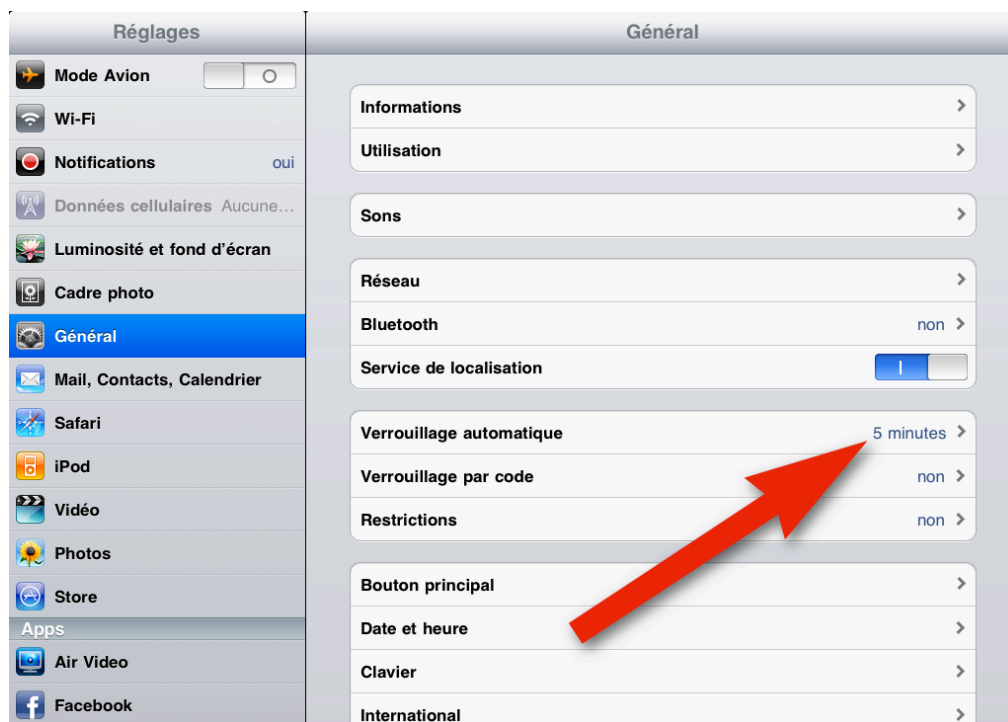 Réglages
Mode Avion
Wi-Fi
Notifications oui
Données cellulaires Aucune...
Luminosité et fond d'écran
Cadre photo
Général
Mail, Contacts, Calendrier
Safari
iPod
Vidéo
Photos
Store
Apps
Air Video
Facebook
Général
Informations
Utilisation
Sons
Réseau
Bluetooth non
Service de localisation
Verrouillage automatique 5 minutes
Verrouillage par code non
Restrictions non
Bouton principal
Date et heure
Clavier
International